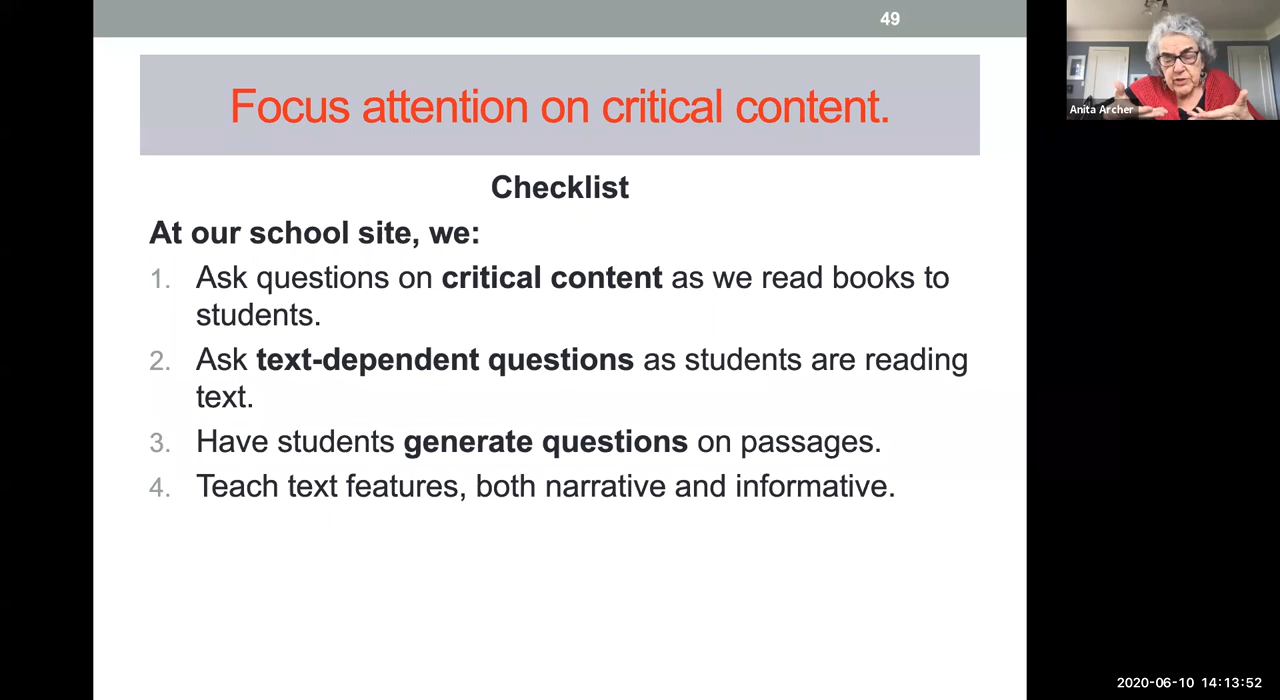 49
Focus attention on critical content.
Anita Archer
Checklist
At our school site, we:
1. Ask questions on critical content as we read books to
students.
2. Ask text-dependent questions as students are reading
text.
3. Have students generate questions on passages.
4. Teach text features, both narrative and informative.
2020-06-10 14:13:52